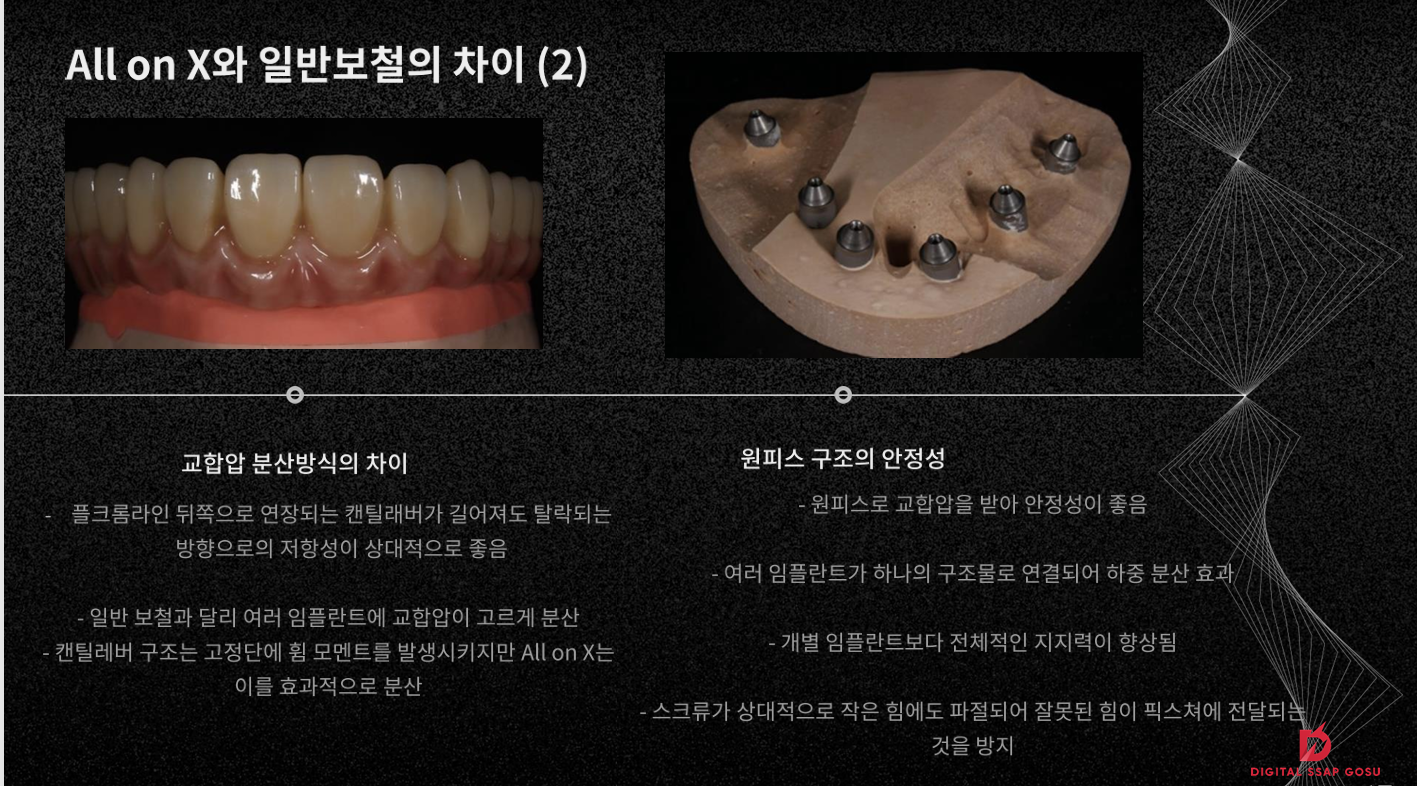 All on X와 일반보철의 차이 (2)
교합압 분산방식의 차이
- 플크룸라인 뒤쪽으로 연장되는 캔틸래버가 길어져도 탈락되는
방향으로의 저항성이 상대적으로 좋음
- 일반 보철과 달리 여러 임플란트에 교합압이 고르게 분산
- 캔틸레버 구조는 고정단에 휨 모멘트를 발생시키지만 All on X는
이를 효과적으로 분산
원피스 구조의 안정성
- 원피스로 교합압을 받아 안정성이 좋음
- 여러 임플란트가 하나의 구조물로 연결되어 하중 분산 효과
- 개별 임플란트보다 전체적인 지지력이 향상됨
- 스크류가 상대적으로 작은 힘에도 파절되어 잘못된 힘이 픽스쳐에 전달되는
것을 방지
DIGITAL SSAP GOSU